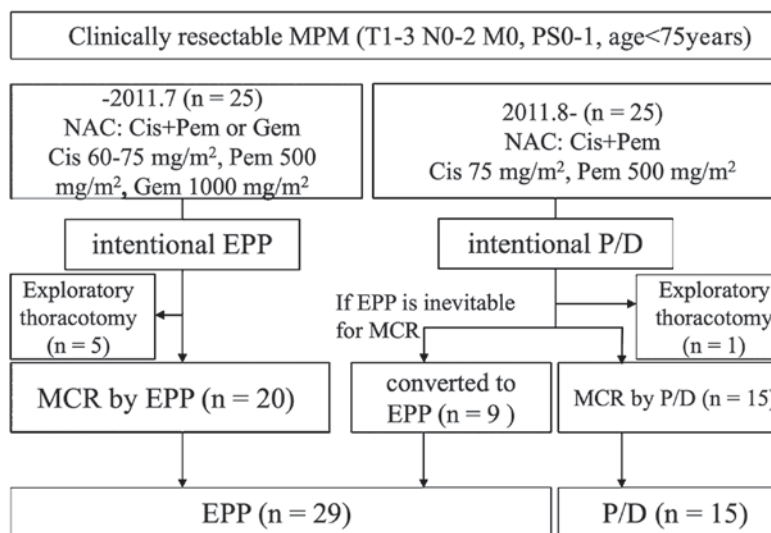 Clinically resectable MPM (T1-3 N0-2 M0, PS0-1, age<75years)
-2011.7 (n = 25)
NAC: Cis+Pem or Gem
Cis 60-75 mg/m², Pem 500
mg/m², Gem 1000 mg/m²
2011.8- (n = 25)
NAC: Cis+Pem
Cis 75 mg/m², Pem 500 mg/m²
intentional EPP
intentional P/D
Exploratory
thoracotomy
(n = 5)
If EPP is inevitable
for MCR
Exploratory
thoracotomy
(n = 1)
MCR by EPP (n = 20)
converted to
EPP (n = 9 )
MCR by P/D (n = 15)
EPP (n = 29)
P/D (n = 15)